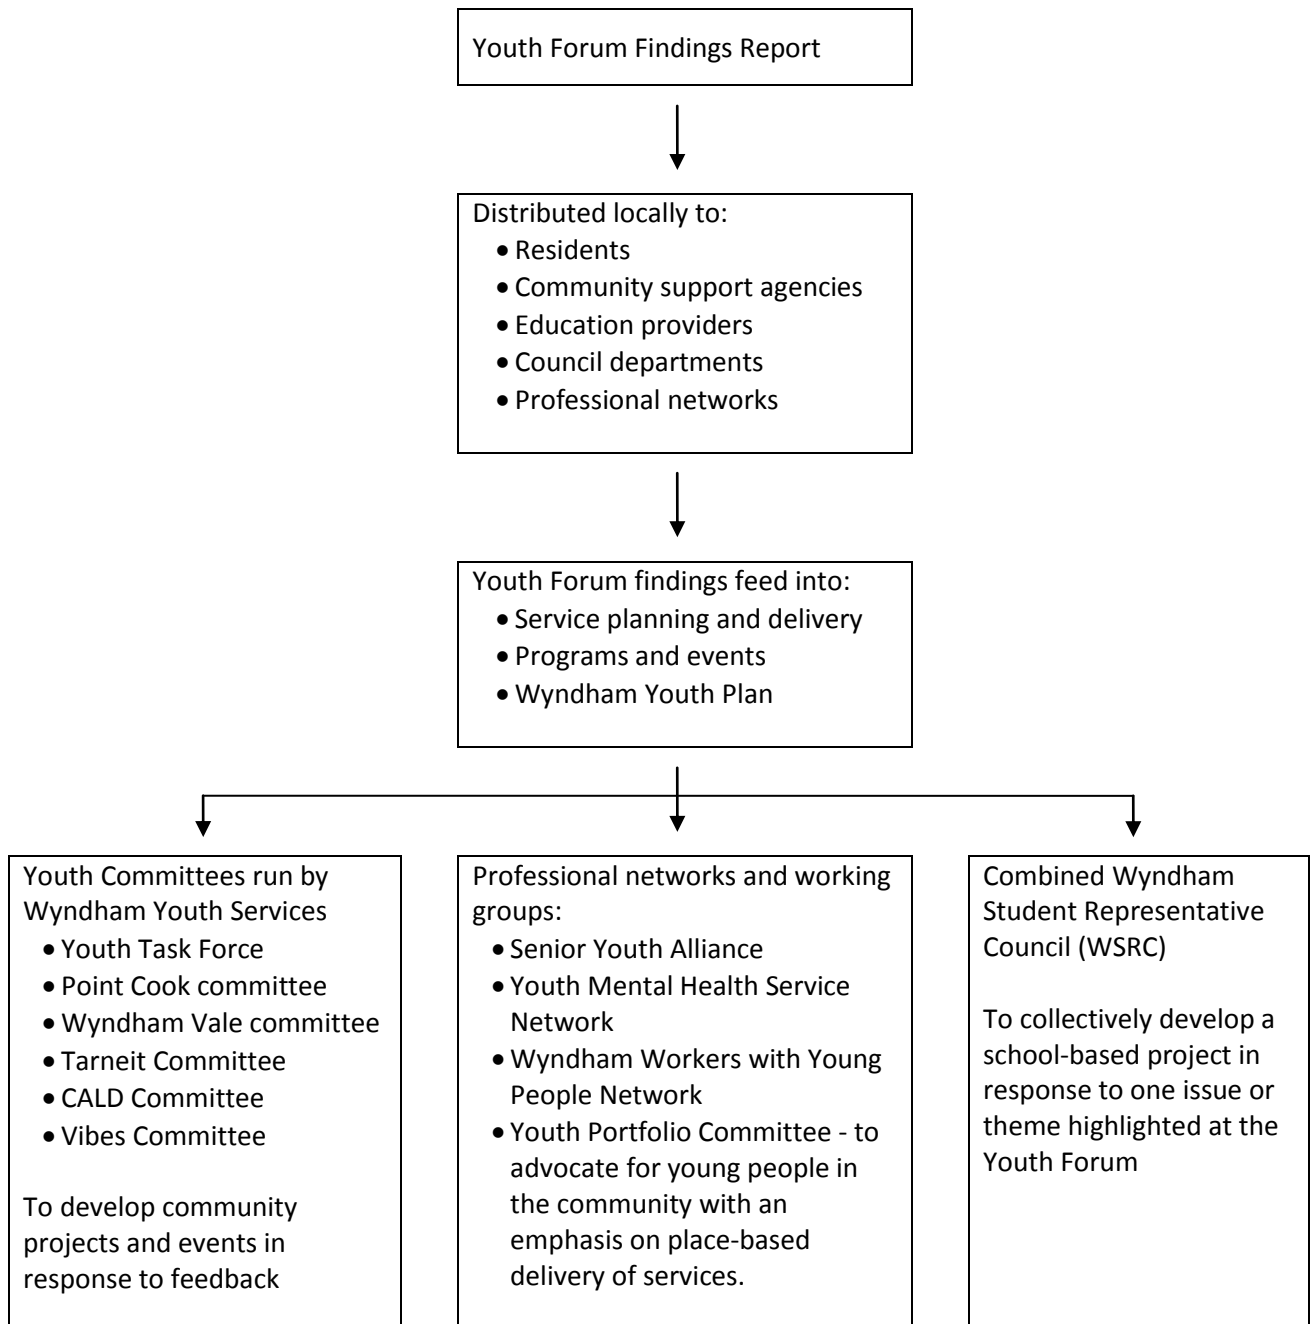 Youth Forum Findings Report
Distributed locally to:
• Residents
• Community support agencies
• Education providers
• Council departments
• Professional networks
Youth Forum findings feed into:
• Service planning and delivery
• Programs and events
• Wyndham Youth Plan
Youth Committees run by
Wyndham Youth Services
• Youth Task Force
• Point Cook committee
• Wyndham Vale committee
• Tarneit Committee
• CALD Committee
• Vibes Committee
To develop community
projects and events in
response to feedback
Professional networks and working
groups:
• Senior Youth Alliance
• Youth Mental Health Service
Network
• Wyndham Workers with Young
People Network
• Youth Portfolio Committee - to
advocate for young people in
the community with an
emphasis on place-based
delivery of services.
Combined Wyndham
Student Representative
Council (WSRC)
To collectively develop a
school-based project in
response to one issue or
theme highlighted at the
Youth Forum